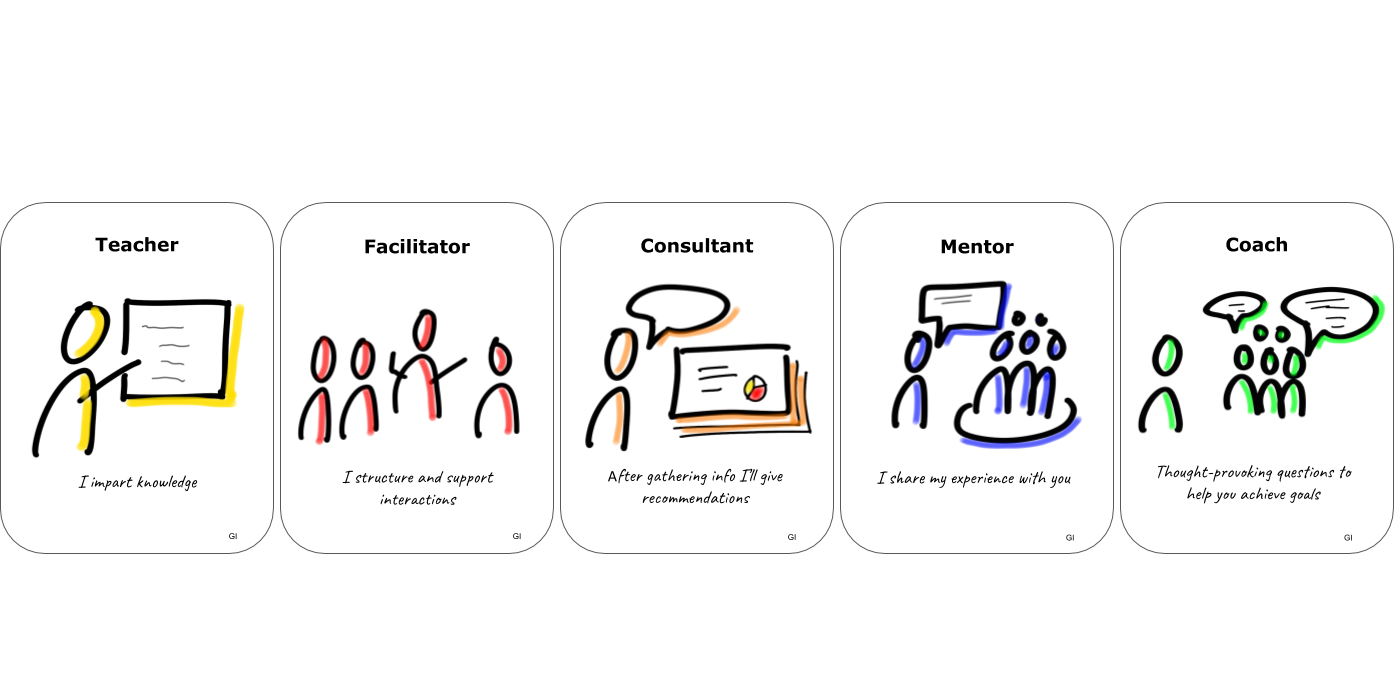 Teacher
I impart knowledge
GI
Facilitator
I structure and support
interactions
GI
Consultant
After gathering info I'll give
recommendations
GI
Mentor
I share my experience with you
GI
Coach
Thought-provoking questions to
help you achieve goals
GI